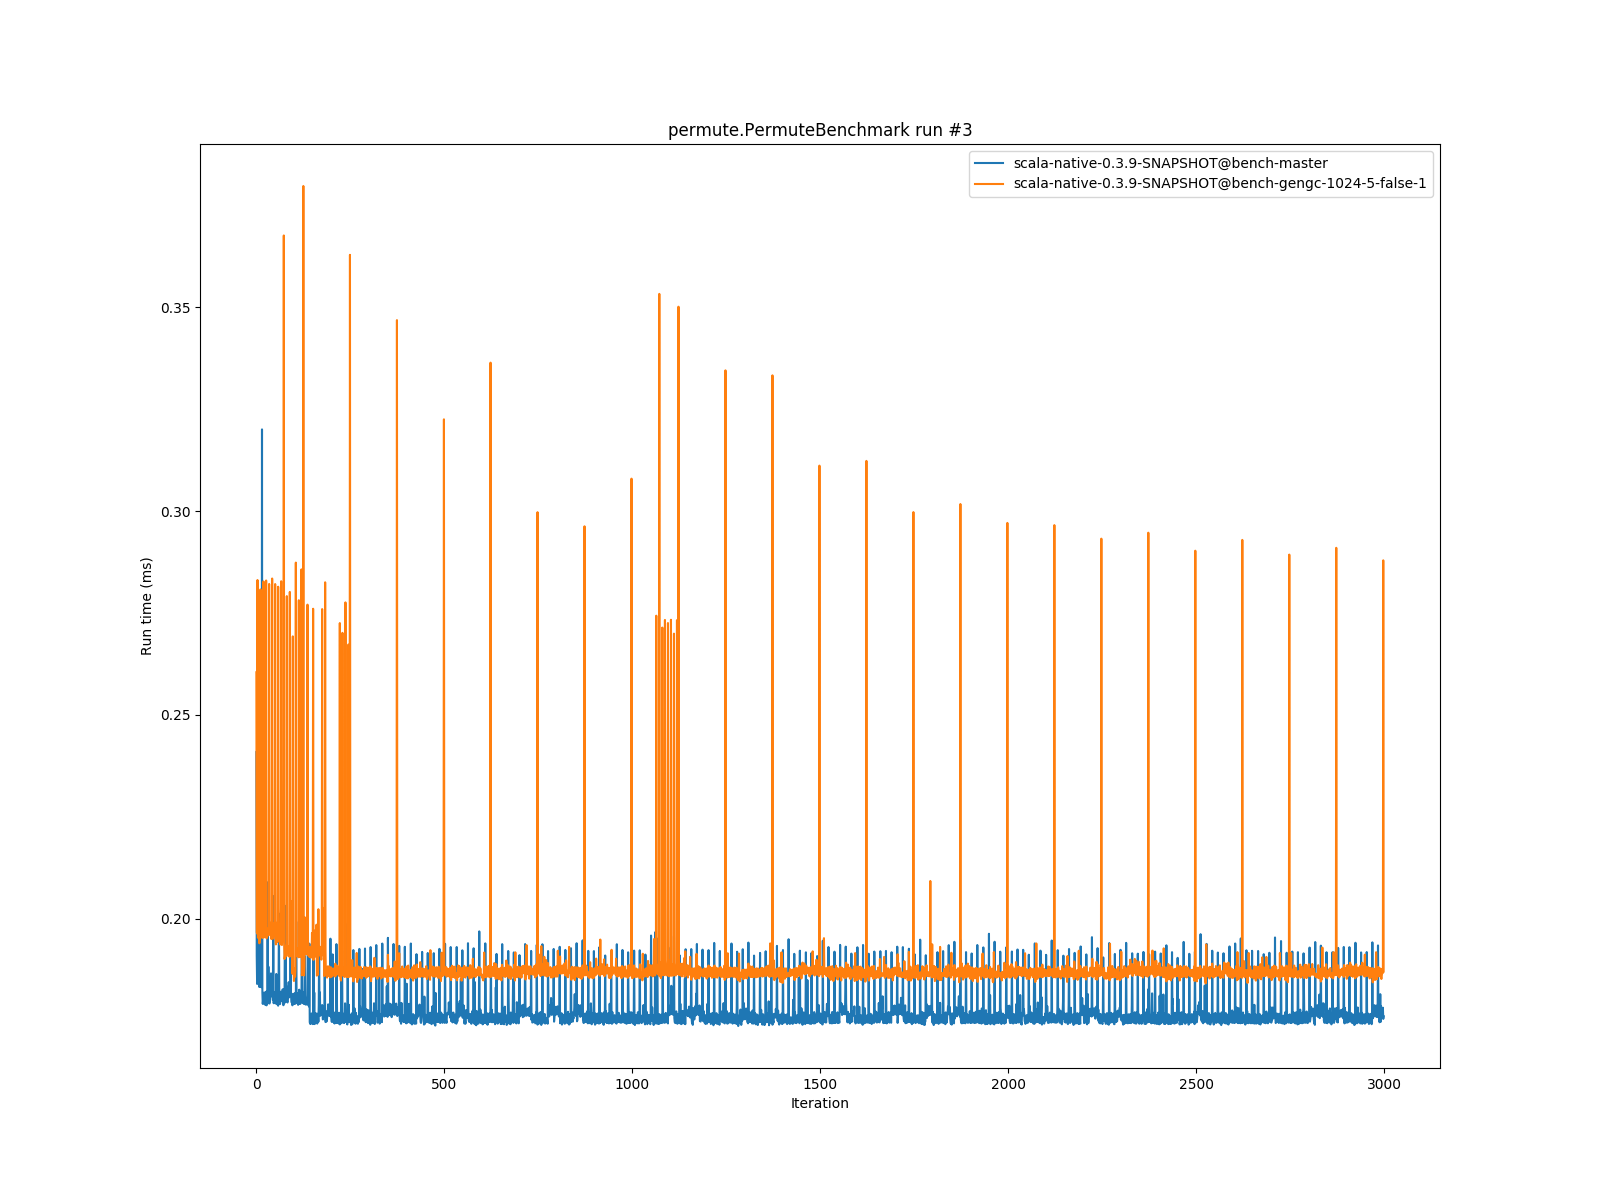 permute.PermuteBenchmark run #3
scala-native-0.3.9-SNAPSHOT@bench-master
scala-native-0.3.9-SNAPSHOT@bench-gengc-1024-5-false-1
0.35
0.30
0.25
0.20
Run time (ms)
0 500 1000 1500 2000 2500 3000
Iteration